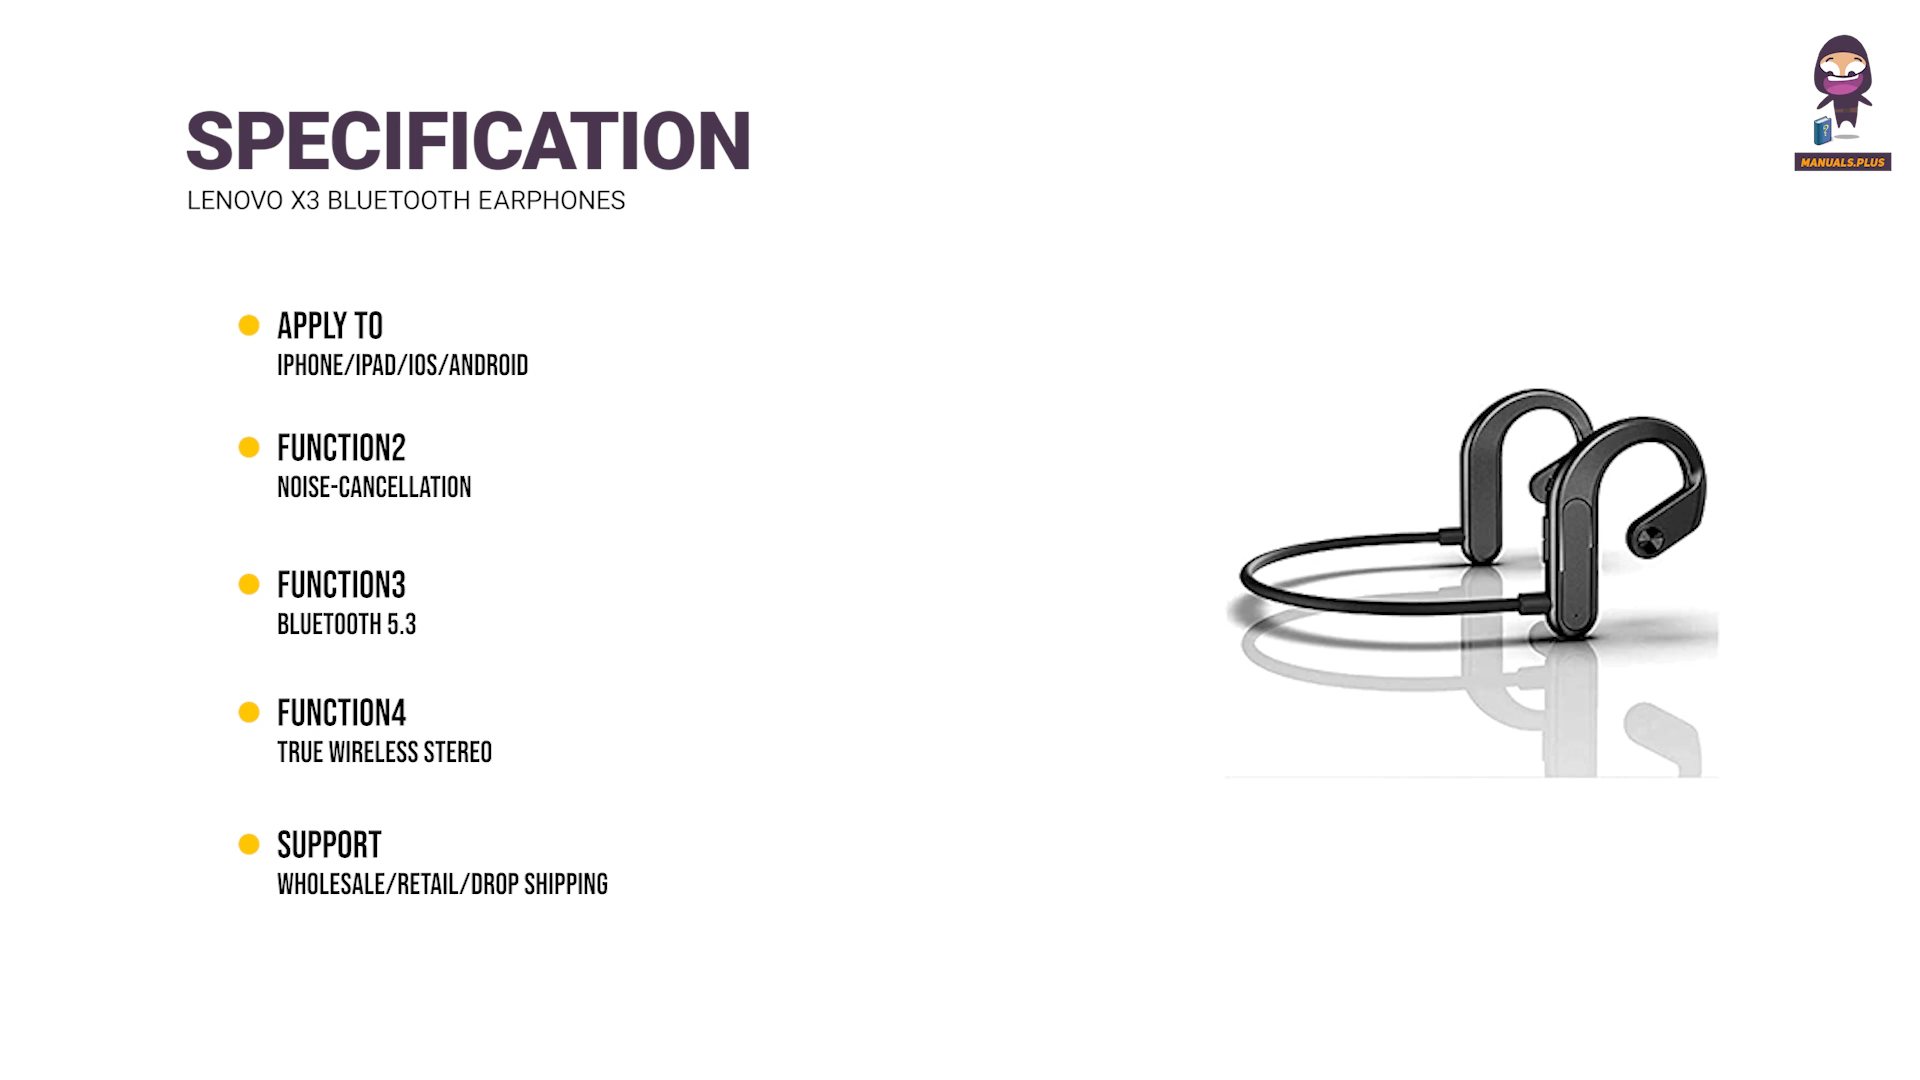 SPECIFICATION
LENOVO X3 BLUETOOTH EARPHONES
APPLY TO
IPHONE/IPAD/IOS/ANDROID
FUNCTION2
NOISE-CANCELLATION
FUNCTION3
BLUETOOTH 5.3
FUNCTION4
TRUE WIRELESS STEREO
SUPPORT
WHOLESALE/RETAIL/DROP SHIPPING
?
MANUALS.PLUS